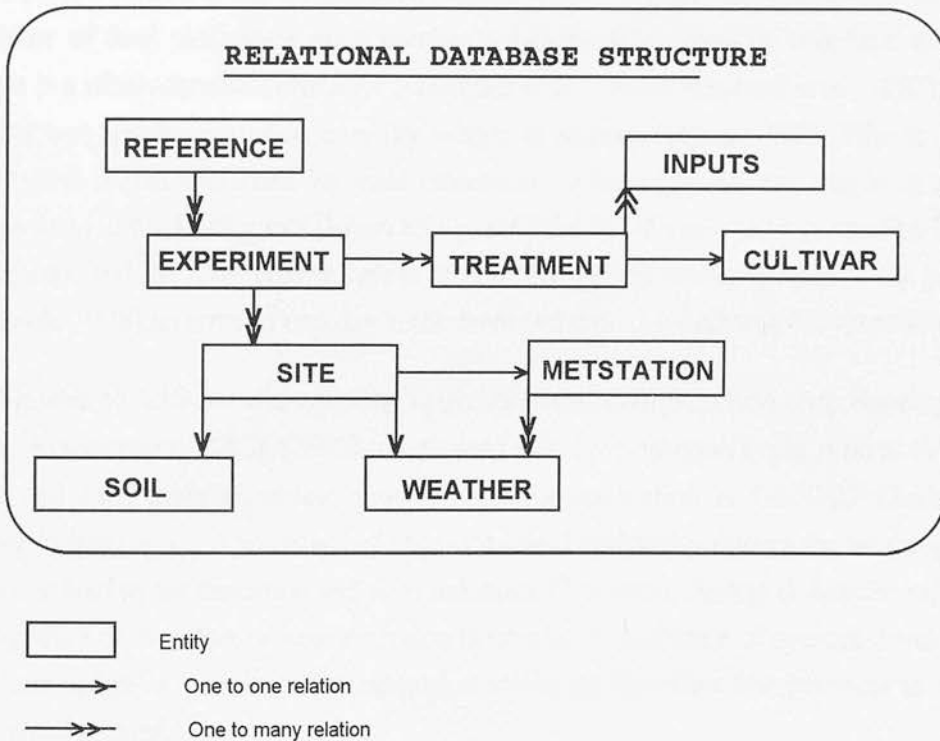 RELATIONAL DATABASE STRUCTURE
REFERENCE
INPUTS
EXPERIMENT
TREATMENT
CULTIVAR
SITE
METSTATION
SOIL
WEATHER
Entity
One to one relation
One to many relation